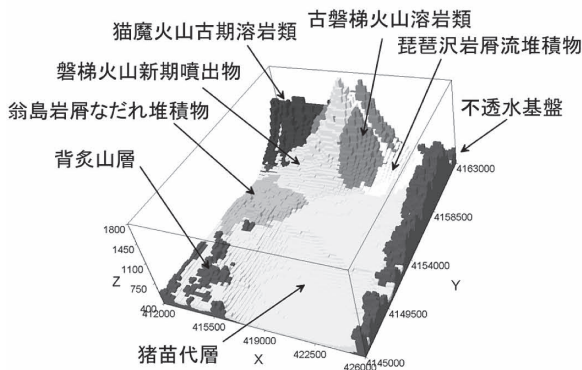 古磐梯火山溶岩類
猫魔火山古期溶岩類
琵琶沢岩屑流堆積物
磐梯火山新期噴出物
翁島岩屑なだれ堆積物
不透水基盤
背炙山層
4163000
4158500
1800
1450
1100
Z
750
400
4154000
Y
412000
4149500
415500
419000
X
422500
426000
4145000
猪苗代層